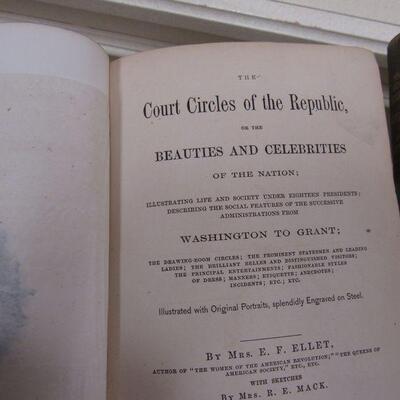 THE
Court Circles of the Republic,
OR THE
BEAUTIES AND CELEBRITIES
OF THE NATION;
ILLUSTRATING LIFE AND SOCIETY UNDER EIGHTEEN PRESIDENTS;
DESCRIBING THE SOCIAL FEATURES OF THE SUCCESSIVE
ADMINISTRATIONS FROM
WASHINGTON TO GRANT;
THE DRAWING-ROOM CIRCLES; THE PROMINENT STATESMEN AND LEADING
LADIES; THE BRILLIANT BELLES AND DISTINGUISHED VISITORS;
THE PRINCIPAL ENTERTAINMENTS; FASHIONABLE STYLES
OF DRESS; MANNERS; ETIQUETTE; ANECDOTES;
INCIDENTS; ETC., ETC.
Illustrated with Original Portraits, splendidly Engraved on Steel.
BY MRS. E. F. ELLET,
AUTHOR OF "THE WOMEN OF THE AMERICAN REVOLUTION;" "THE QUEENS OF
AMERICAN SOCIETY," ETC., ETC.
WITH SKETCHES
BY MRS. R. E. MACK.